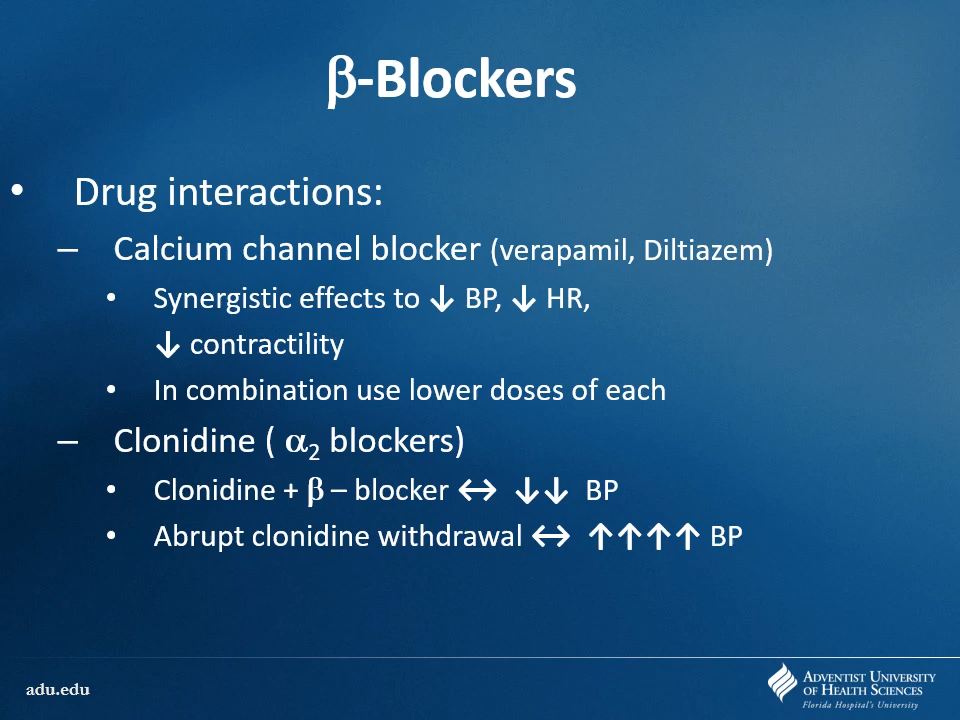 β-Blockers
• Drug interactions:
– Calcium channel blocker (verapamil, Diltiazem)
• Synergistic effects to ↓ BP, ↓ HR,
↓ contractility
• In combination use lower doses of each
– Clonidine ( α2 blockers)
• Clonidine + β – blocker ↔ ↓↓ BP
• Abrupt clonidine withdrawal ↔ ↑↑↑↑ BP
adu.edu
ADVENTIST UNIVERSITY
OF HEALTH SCIENCES
Florida Hospital's University